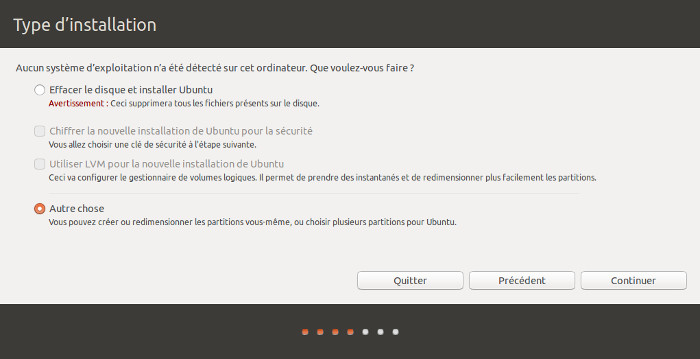 Type d’installation
Aucun système d'exploitation n'a été détecté sur cet ordinateur. Que voulez-vous faire ?
Effacer le disque et installer Ubuntu
Avertissement : Ceci supprimera tous les fichiers présents sur le disque.
Chiffrer la nouvelle installation de Ubuntu pour la sécurité
Vous allez choisir une clé de sécurité à l'étape suivante.
Utiliser LVM pour la nouvelle installation de Ubuntu
Ceci va configurer le gestionnaire de volumes logiques. Il permet de prendre des instantanés et de redimensionner plus facilement les partitions.
Autre chose
Vous pouvez créer ou redimensionner les partitions vous-même, ou choisir plusieurs partitions pour Ubuntu.
Quitter
Précédent
Continuer